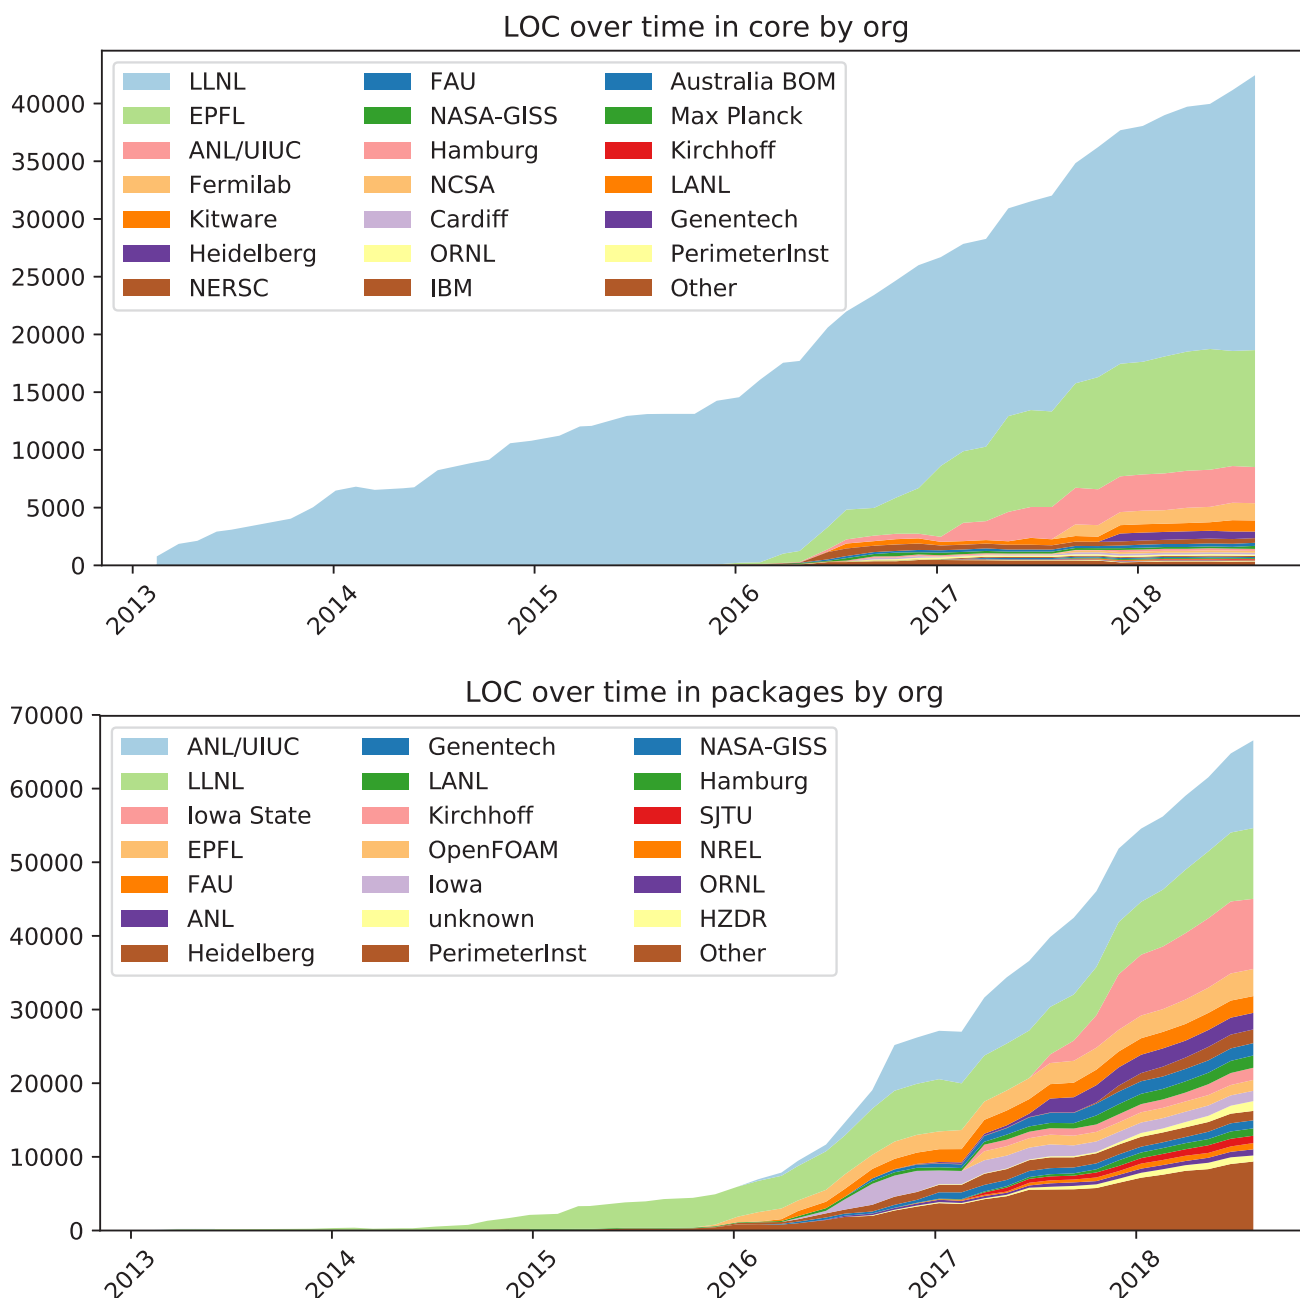 LOC over time in core by org
LLNL FAU Australia BOM
EPFL NASA-GISS Max Planck
ANL/UIUC Hamburg Kirchhoff
Fermilab NCSA LANL
Kitware Cardiff Genentech
Heidelberg ORNL PerimeterInst
NERSC IBM Other
40000
35000
30000
25000
20000
15000
10000
5000
0
2013 2014 2015 2016 2017 2018
LOC over time in packages by org
ANL/UIUC Genentech NASA-GISS
LLNL LANL Hamburg
Iowa State Kirchhoff SJTU
EPFL OpenFOAM NREL
FAU Iowa ORNL
ANL unknown HZDR
Heidelberg PerimeterInst Other
70000
60000
50000
40000
30000
20000
10000
0
2013 2014 2015 2016 2017 2018